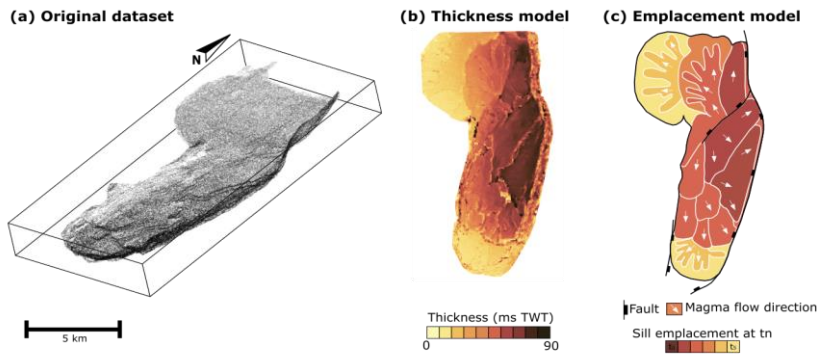 (a) Original dataset
N
5 km
(b) Thickness model
Thickness (ms TWT)
0 90
(c) Emplacement model
Fault Magma flow direction
Sill emplacement at tn